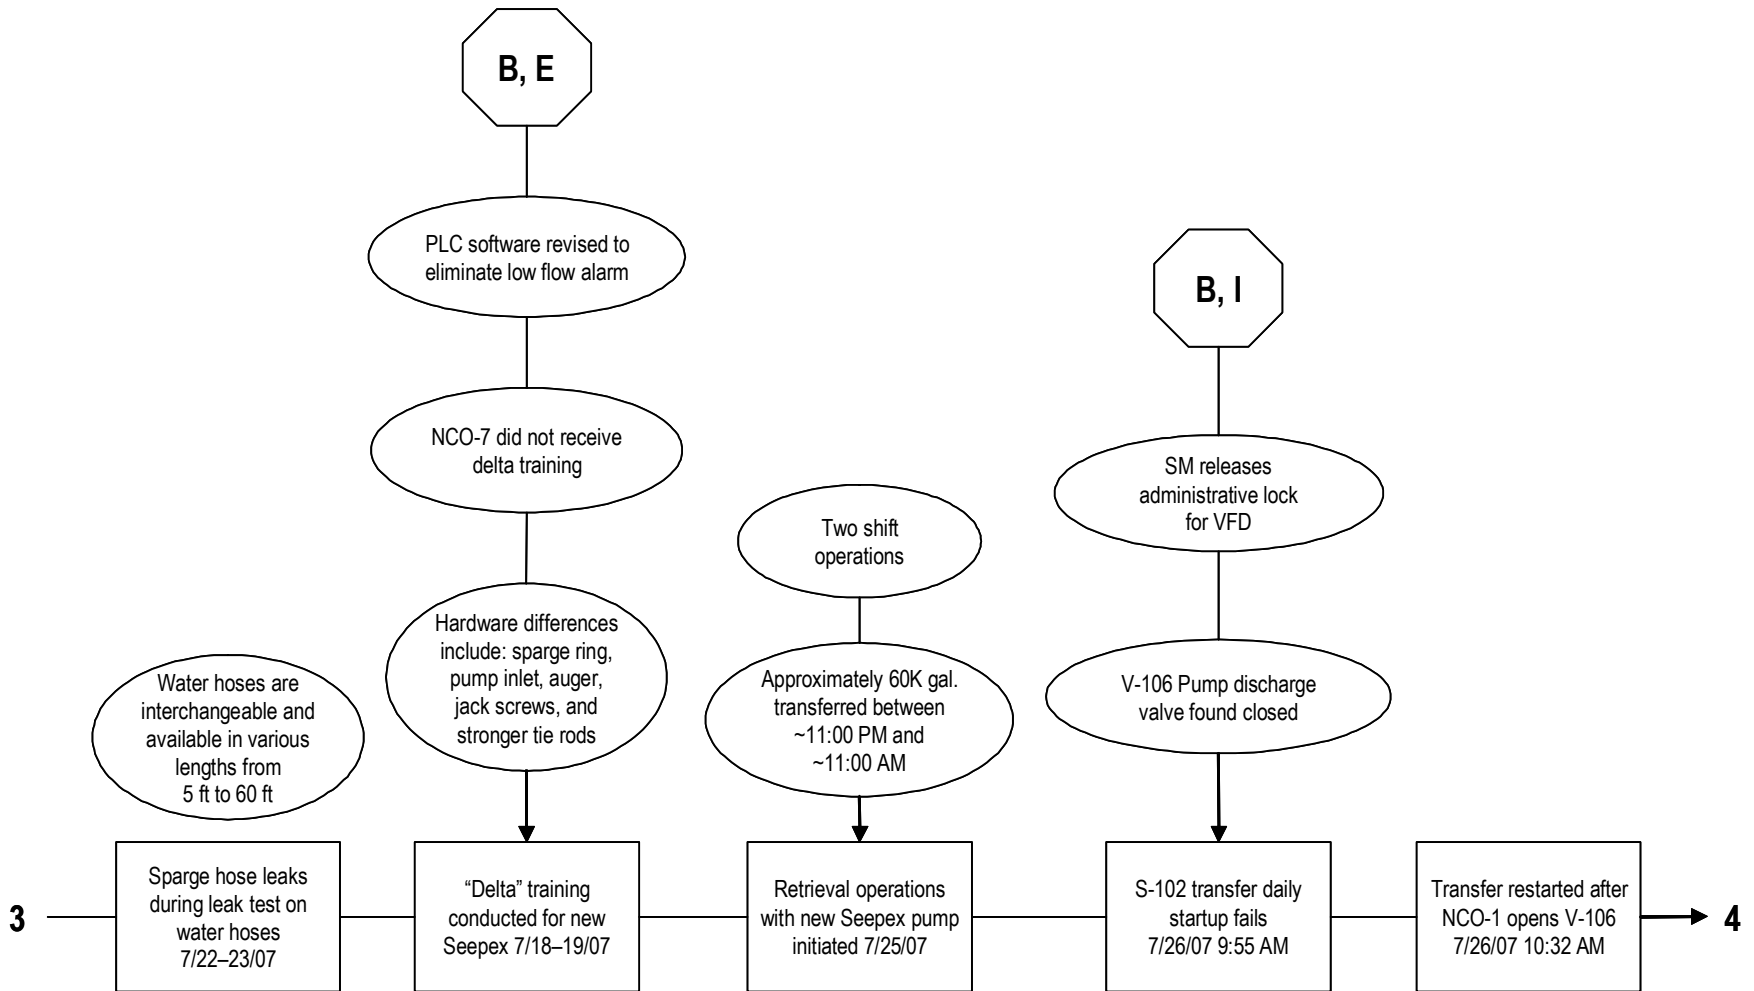 B, E
PLC software revised to
eliminate low flow alarm
NCO-7 did not receive
delta training
Hardware differences
include: sparge ring,
pump inlet, auger,
jack screws, and
stronger tie rods
B, I
SM releases
administrative lock
for VFD
V-106 Pump discharge
valve found closed
Two shift
operations
Approximately 60K gal.
transferred between
~11:00 PM and
~11:00 AM
Water hoses are
interchangeable and
available in various
lengths from
5 ft to 60 ft
3
Sparge hose leaks
during leak test on
water hoses
7/22–23/07
“Delta” training
conducted for new
Seepex 7/18–19/07
Retrieval operations
with new Seepex pump
initiated 7/25/07
S-102 transfer daily
startup fails
7/26/07 9:55 AM
Transfer restarted after
NCO-1 opens V-106
7/26/07 10:32 AM
4